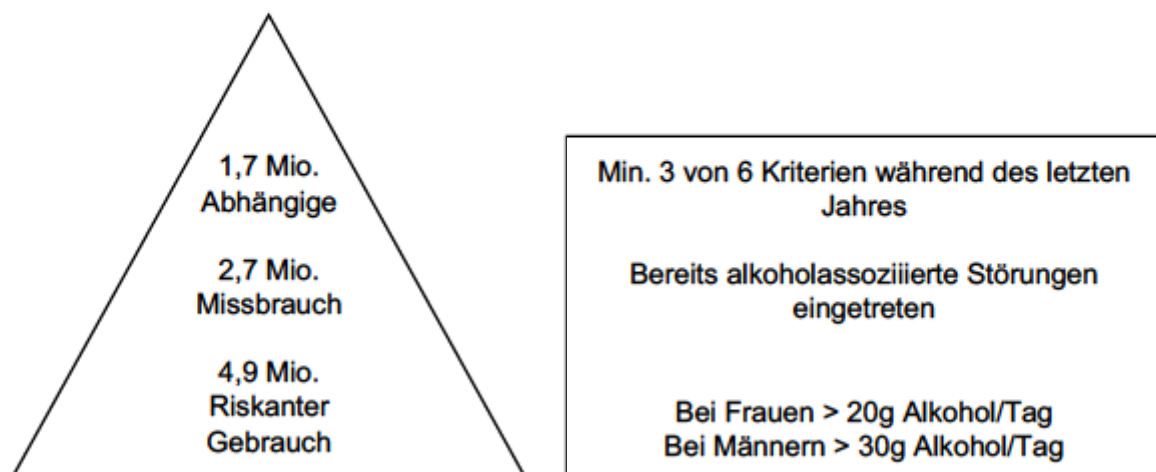 1,7 Mio.
Abhängige
2,7 Mio.
Missbrauch
4,9 Mio.
Riskanter
Gebrauch
Min. 3 von 6 Kriterien während des letzten
Jahres
Bereits alkoholassoziiierte Störungen
eingetreten
Bei Frauen > 20g Alkohol/Tag
Bei Männern > 30g Alkohol/Tag